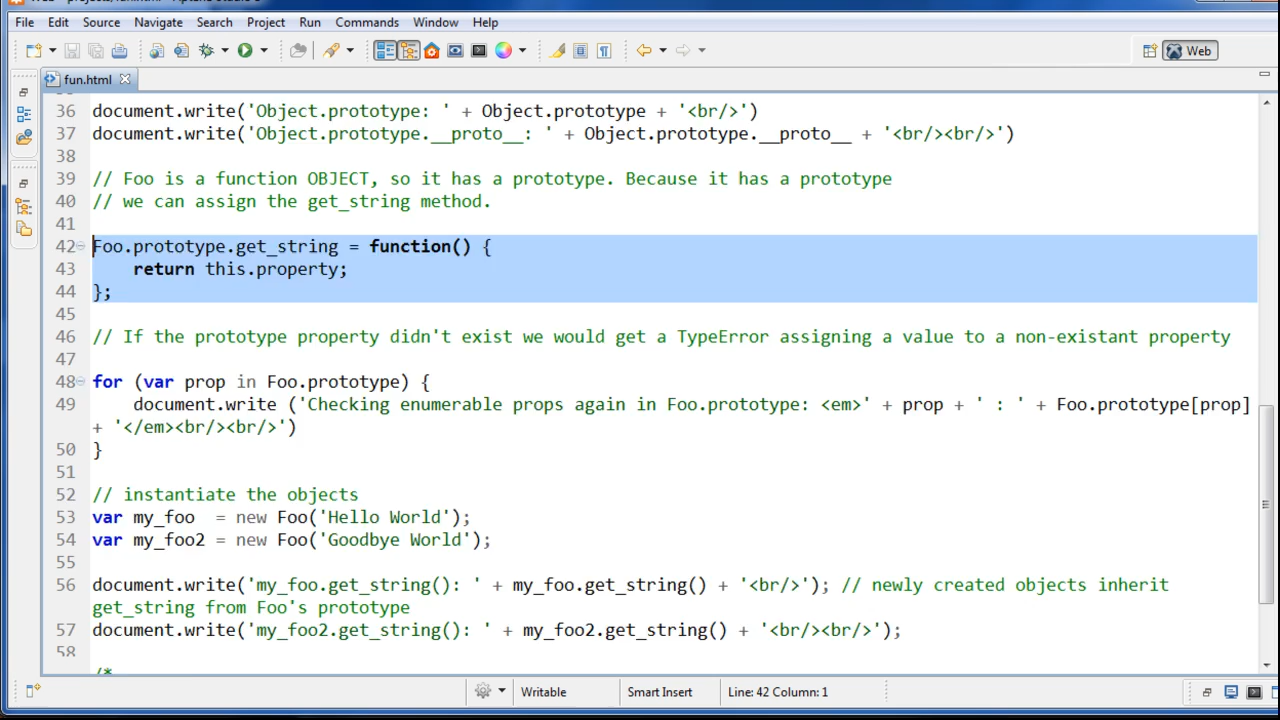 File Edit Source Navigate Search Project Run Commands Window Help
Web
fun.html
36 document.write('Object.prototype: ' + Object.prototype + '<br/>')
37 document.write('Object.prototype.__proto__: ' + Object.prototype.__proto__ + '<br/><br/>')
38
39 // Foo is a function OBJECT, so it has a prototype. Because it has a prototype
40 // we can assign the get_string method.
41
42 Foo.prototype.get_string = function() {
43 return this.property;
44 };
45
46 // If the prototype property didn't exist we would get a TypeError assigning a value to a non-existant property
47
48 for (var prop in Foo.prototype) {
49 document.write ('Checking enumerable props again in Foo.prototype: <em>' + prop + ' : ' + Foo.prototype[prop]
+ '</em><br/><br/>')
50 }
51
52 // instantiate the objects
53 var my_foo  = new Foo('Hello World');
54 var my_foo2 = new Foo('Goodbye World');
55
56 document.write('my_foo.get_string(): ' + my_foo.get_string() + '<br/>'); // newly created objects inherit
get_string from Foo's prototype
57 document.write('my_foo2.get_string(): ' + my_foo2.get_string() + '<br/><br/>');
58
/*
Writable Smart Insert Line: 42 Column: 1